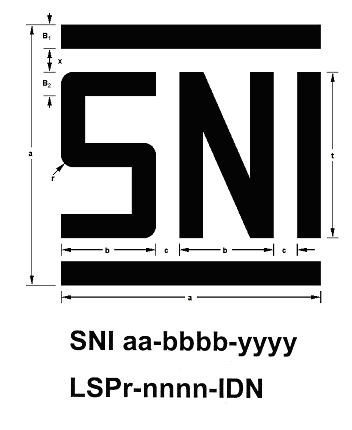 B₁
x
B₂
a
SNI
t
r
b c b c
a
SNI aa-bbbb-yyyy
LSPr-nnnn-IDN